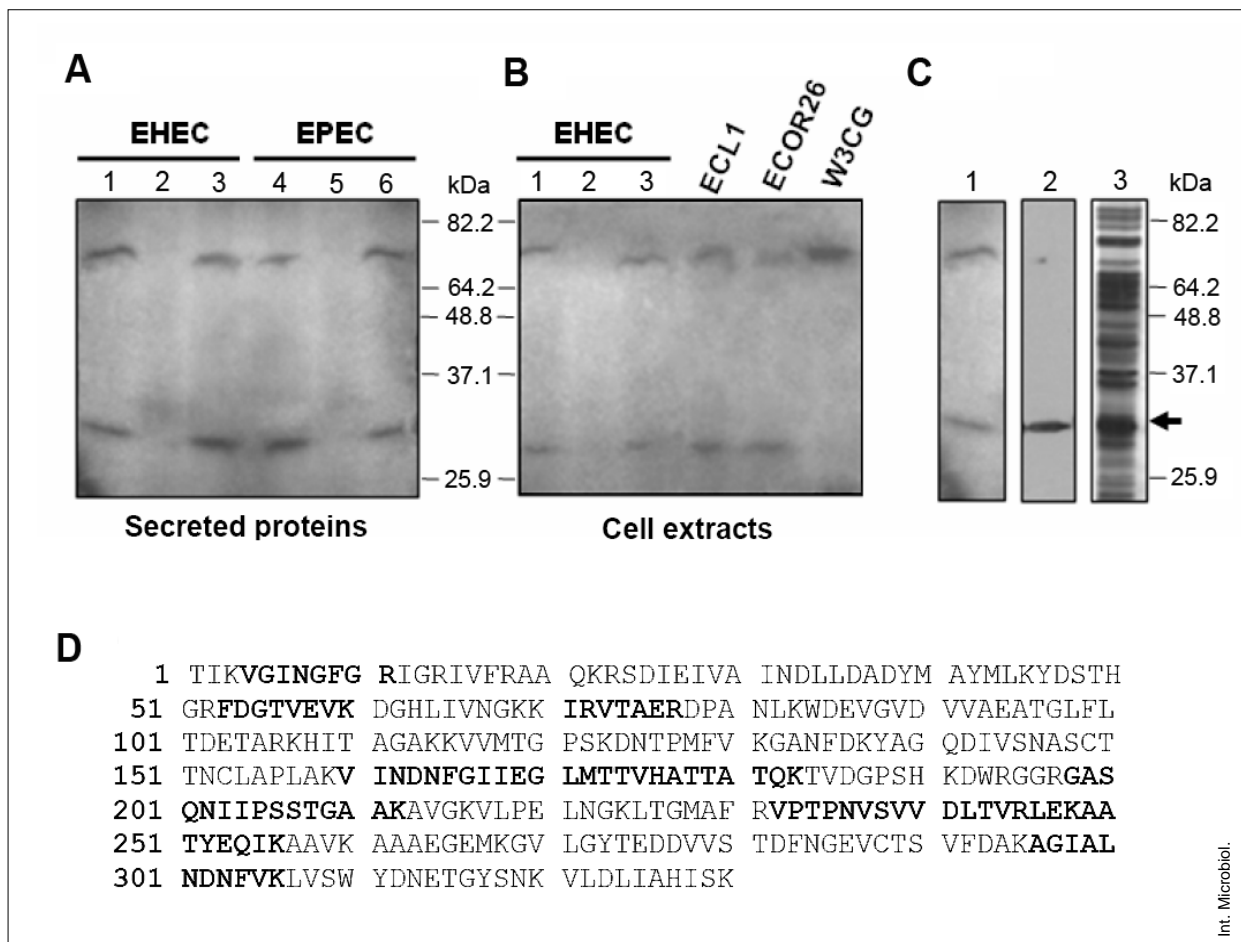 A
B
C
EHEC EPEC
EHEC ECL1 ECOR26 W3CG
1 2 3 4 5 6 kDa
1 2 3
1 2 3 kDa
82.2
64.2
48.8
37.1
25.9
82.2
64.2
48.8
37.1
25.9
Secreted proteins
Cell extracts
D
1 TIKVGINGFG RIGRIVFRAA QKRSDIEIVA INDLLDADYM AYMLKYDSTH
51 GRFDGTVEVK DGHLIVNGKK IRVTAERDPA NLKWDEVGVD VVAEATGLFL
101 TDETARKHIT AGAKKVVMTG PSKDNTPMFV KGANFDKYAG QDIVSNASCT
151 TNCLAPLAKV INDNFGIIEG LMTTVHATTA TQKTVDGPSH KDWRGGRGAS
201 QNIIPSSTGA AKAVGKVLPE LNGKLTGMAF RVPTPNVSVV DLTVRLEKAA
251 TYEQIKAAVK AAAEGEMKGV LGYTEDDVVS TDFNGEVCTS VFDAKAGIAL
301 NDNFVKLVSW YDNETGYSNK VLDLIAHISK
Int. Microbiol.